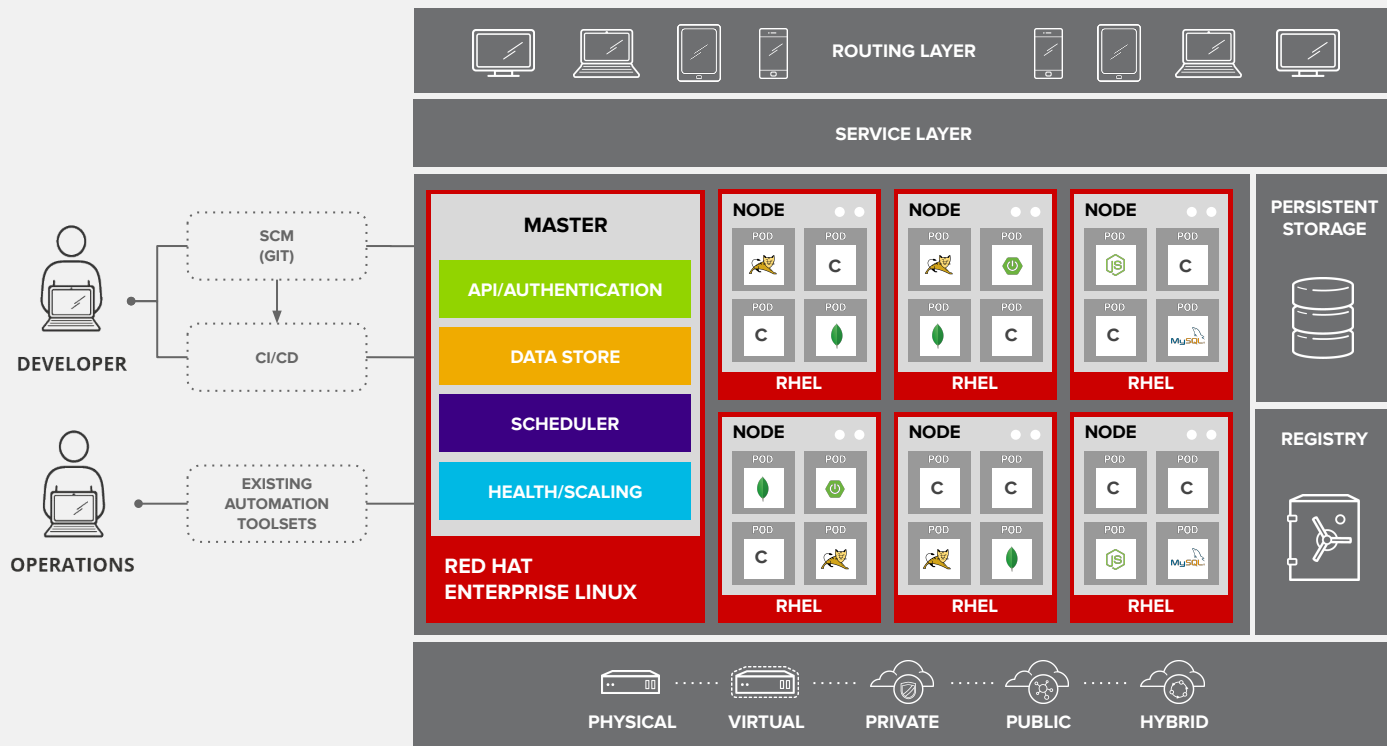 ROUTING LAYER
SERVICE LAYER
DEVELOPER
SCM
(GIT)
CI/CD
OPERATIONS
EXISTING
AUTOMATION
TOOLSETS
MASTER
API/AUTHENTICATION
DATA STORE
SCHEDULER
HEALTH/SCALING
RED HAT
ENTERPRISE LINUX
NODE
POD
POD
C
POD
POD
C
RHEL
NODE
POD
POD
POD
POD
C
RHEL
NODE
POD
POD
JS
C
POD
POD
C
MySQL
RHEL
NODE
POD
POD
POD
POD
C
RHEL
NODE
POD
POD
C
C
POD
POD
RHEL
NODE
POD
POD
C
C
POD
POD
JS
MySQL
RHEL
PERSISTENT
STORAGE
REGISTRY
PHYSICAL
VIRTUAL
PRIVATE
PUBLIC
HYBRID